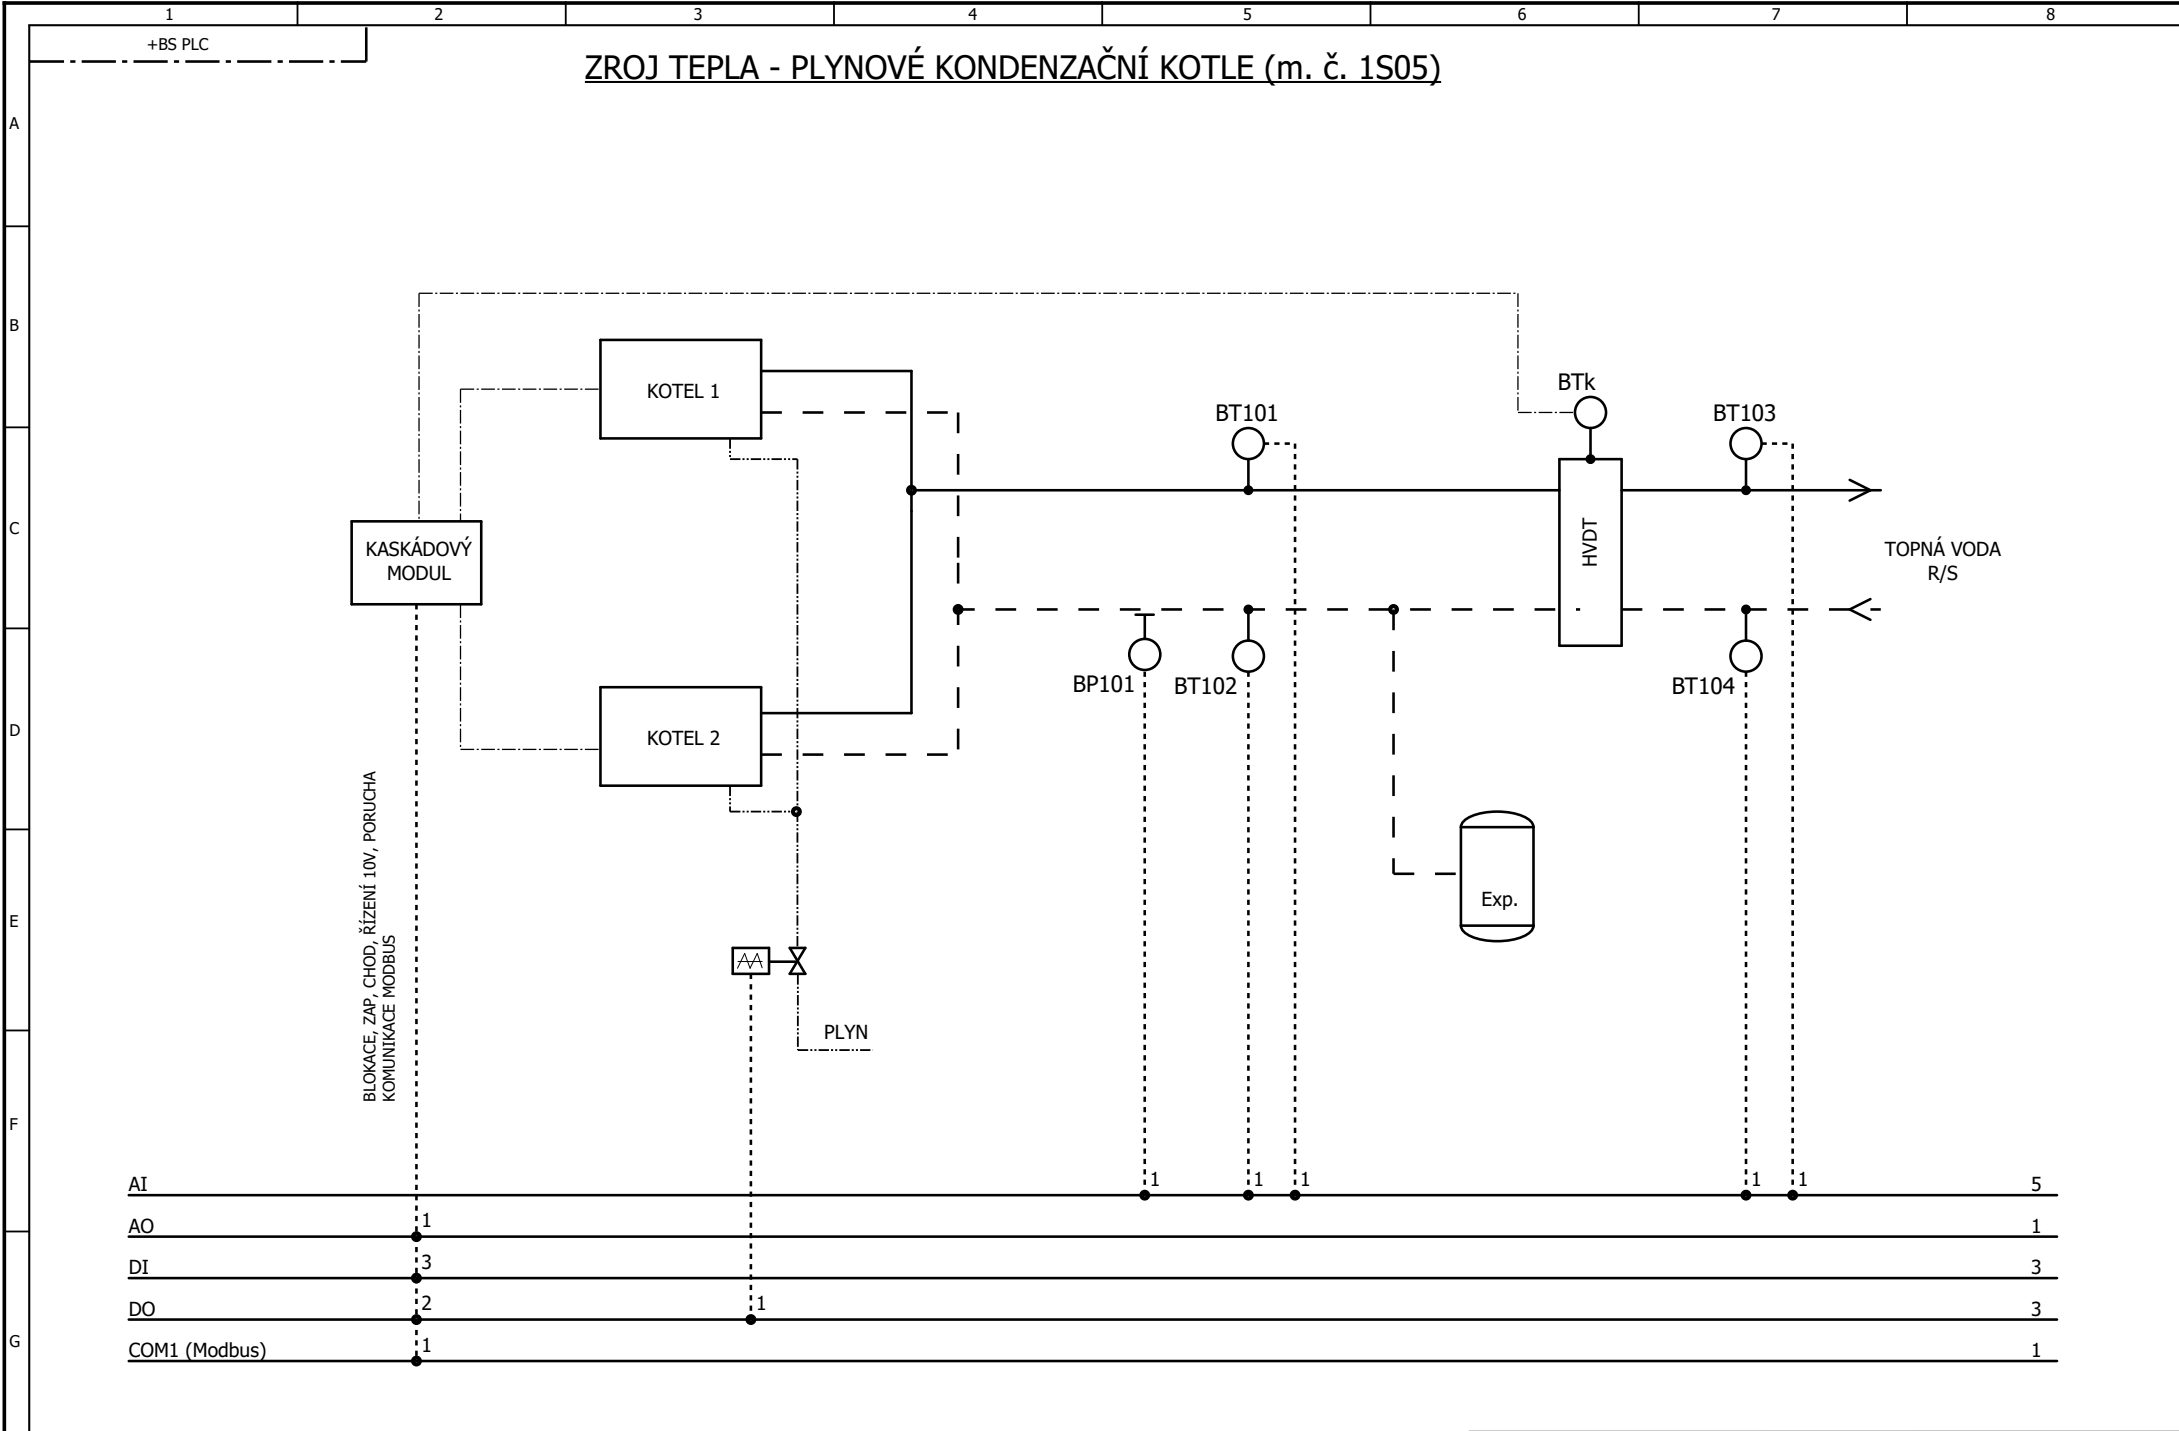 1 2 3 4 5 6 7 8
+BS PLC
ZROJ TEPLA - PLYNOVÉ KONDENZAČNÍ KOTLE (m. č. 1S05)
A
B
C
D
E
F
G
KOTEL 1
BTk
BT101
BT103
KASKÁDOVÝ
MODUL
HVDT
TOPNÁ VODA
R/S
BP101
BT102
BT104
KOTEL 2
BLOKACE, ZAP, CHOD, ŘÍZENÍ 10V, PORUCHA
KOMUNIKACE MODBUS
Exp.
PLYN
AI 1 1 1 1 1 5
AO 1 1
DI 3 3
DO 2 1 3
COM1 (Modbus) 1 1